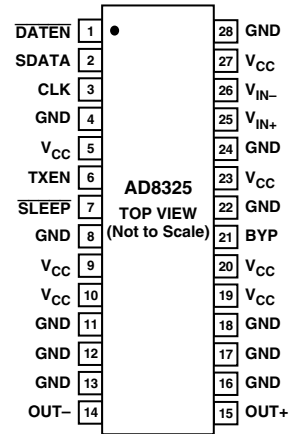 DATEN 1 28 GND
SDATA 2 27 VCC
CLK 3 26 VIN–
GND 4 25 VIN+
VCC 5 24 GND
TXEN 6 23 VCC
SLEEP 7 22 GND
GND 8 21 BYP
VCC 9 20 VCC
VCC 10 19 VCC
GND 11 18 GND
GND 12 17 GND
GND 13 16 GND
OUT– 14 15 OUT+
AD8325
TOP VIEW
(Not to Scale)